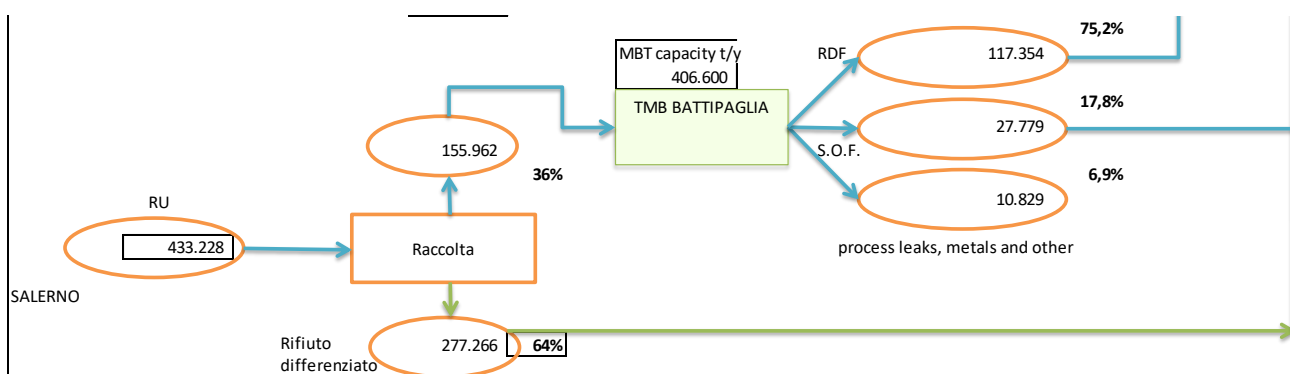 75,2%
MBT capacity t/y
406.600
RDF
117.354
TMB BATTIPAGLIA
17,8%
27.779
155.962
S.O.F.
36%
6,9%
10.829
RU
433.228
Raccolta
process leaks, metals and other
SALERNO
Rifiuto
differenziato
277.266
64%